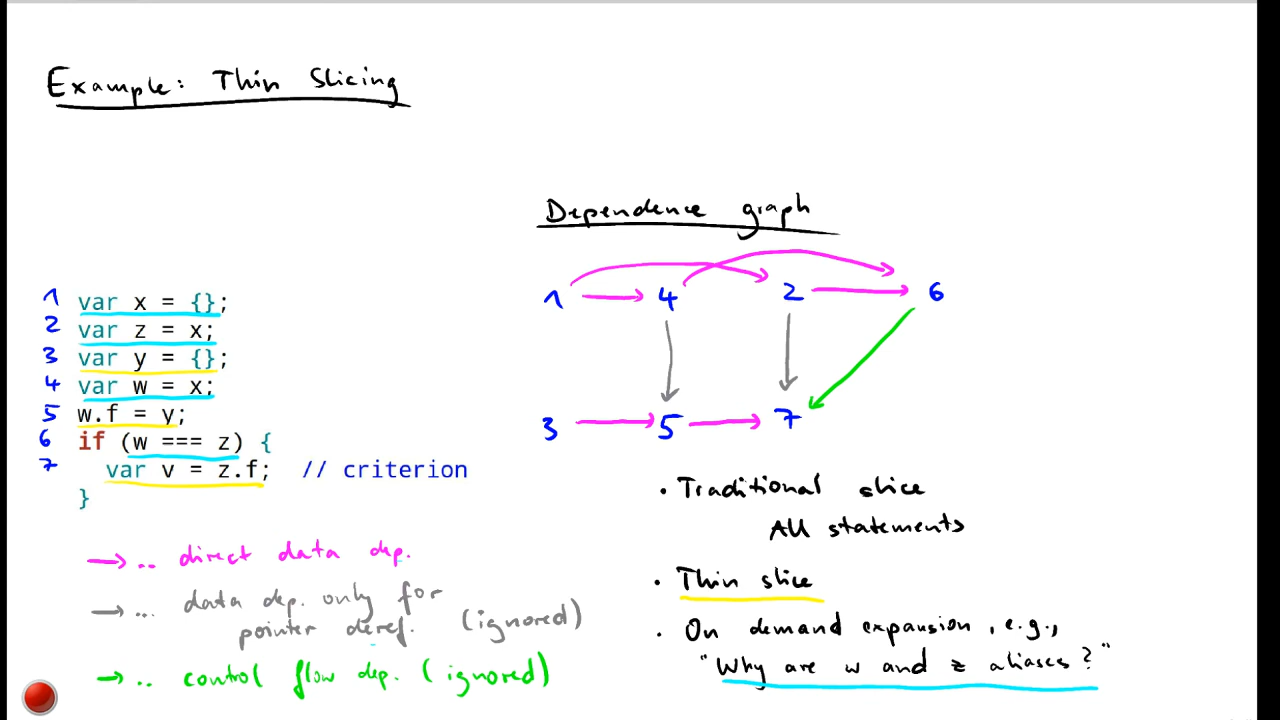 Example: Thin Slicing
Dependence graph
1 4 2 6
3 5 7
1 var x = {};
2 var z = x;
3 var y = {};
4 var w = x;
5 w.f = y;
6 if (w === z) {
7 var v = z.f; // criterion
}
→ .. direct data dep.
→ ... data dep. only for
pointer deref. (ignored)
→ .. control flow dep. (ignored)
• Traditional slice
All statements
• Thin slice
• On demand expansion, e.g.,
"Why are w and z aliases?"